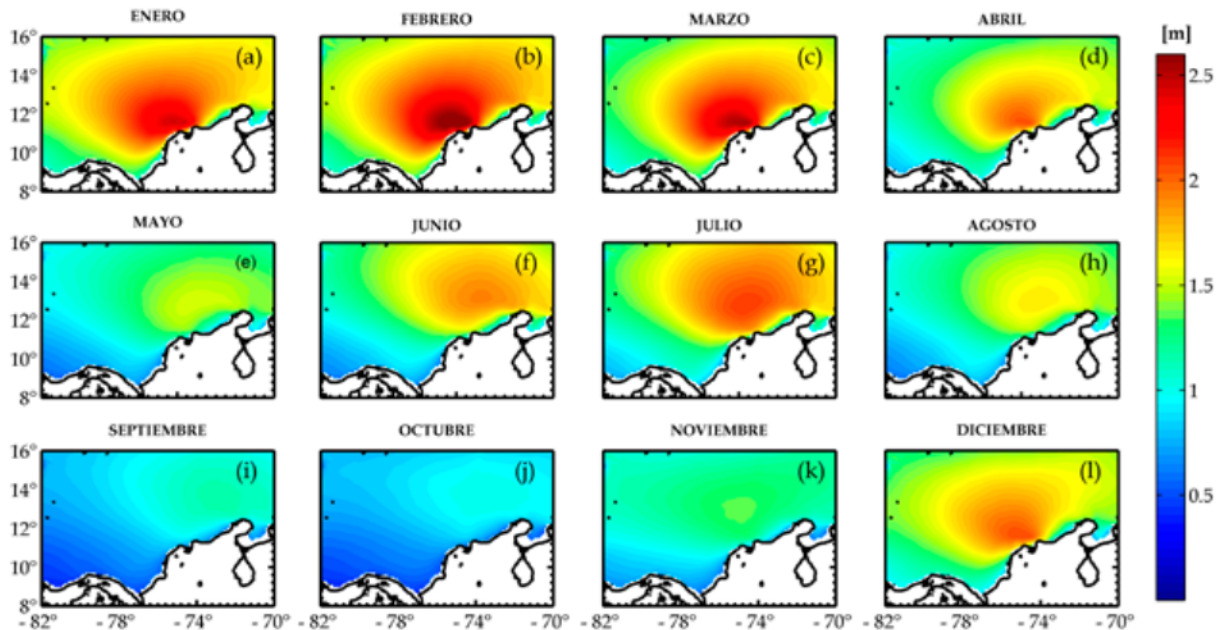 ENERO FEBRERO MARZO ABRIL
[m]
16° (a) (b) (c) (d)
2.5
14°
12°
10°
2
8°
MAYO JUNIO JULIO AGOSTO
16° (e) (f) (g) (h)
1.5
14°
12°
1
10°
8°
SEPTIEMBRE OCTUBRE NOVIEMBRE DICIEMBRE
16° (i) (j) (k) (l)
14°
0.5
12°
10°
8°
- 82° - 78° - 74° - 70° - 82° - 78° - 74° - 70° - 82° - 78° - 74° - 70° - 82° - 78° - 74° - 70°